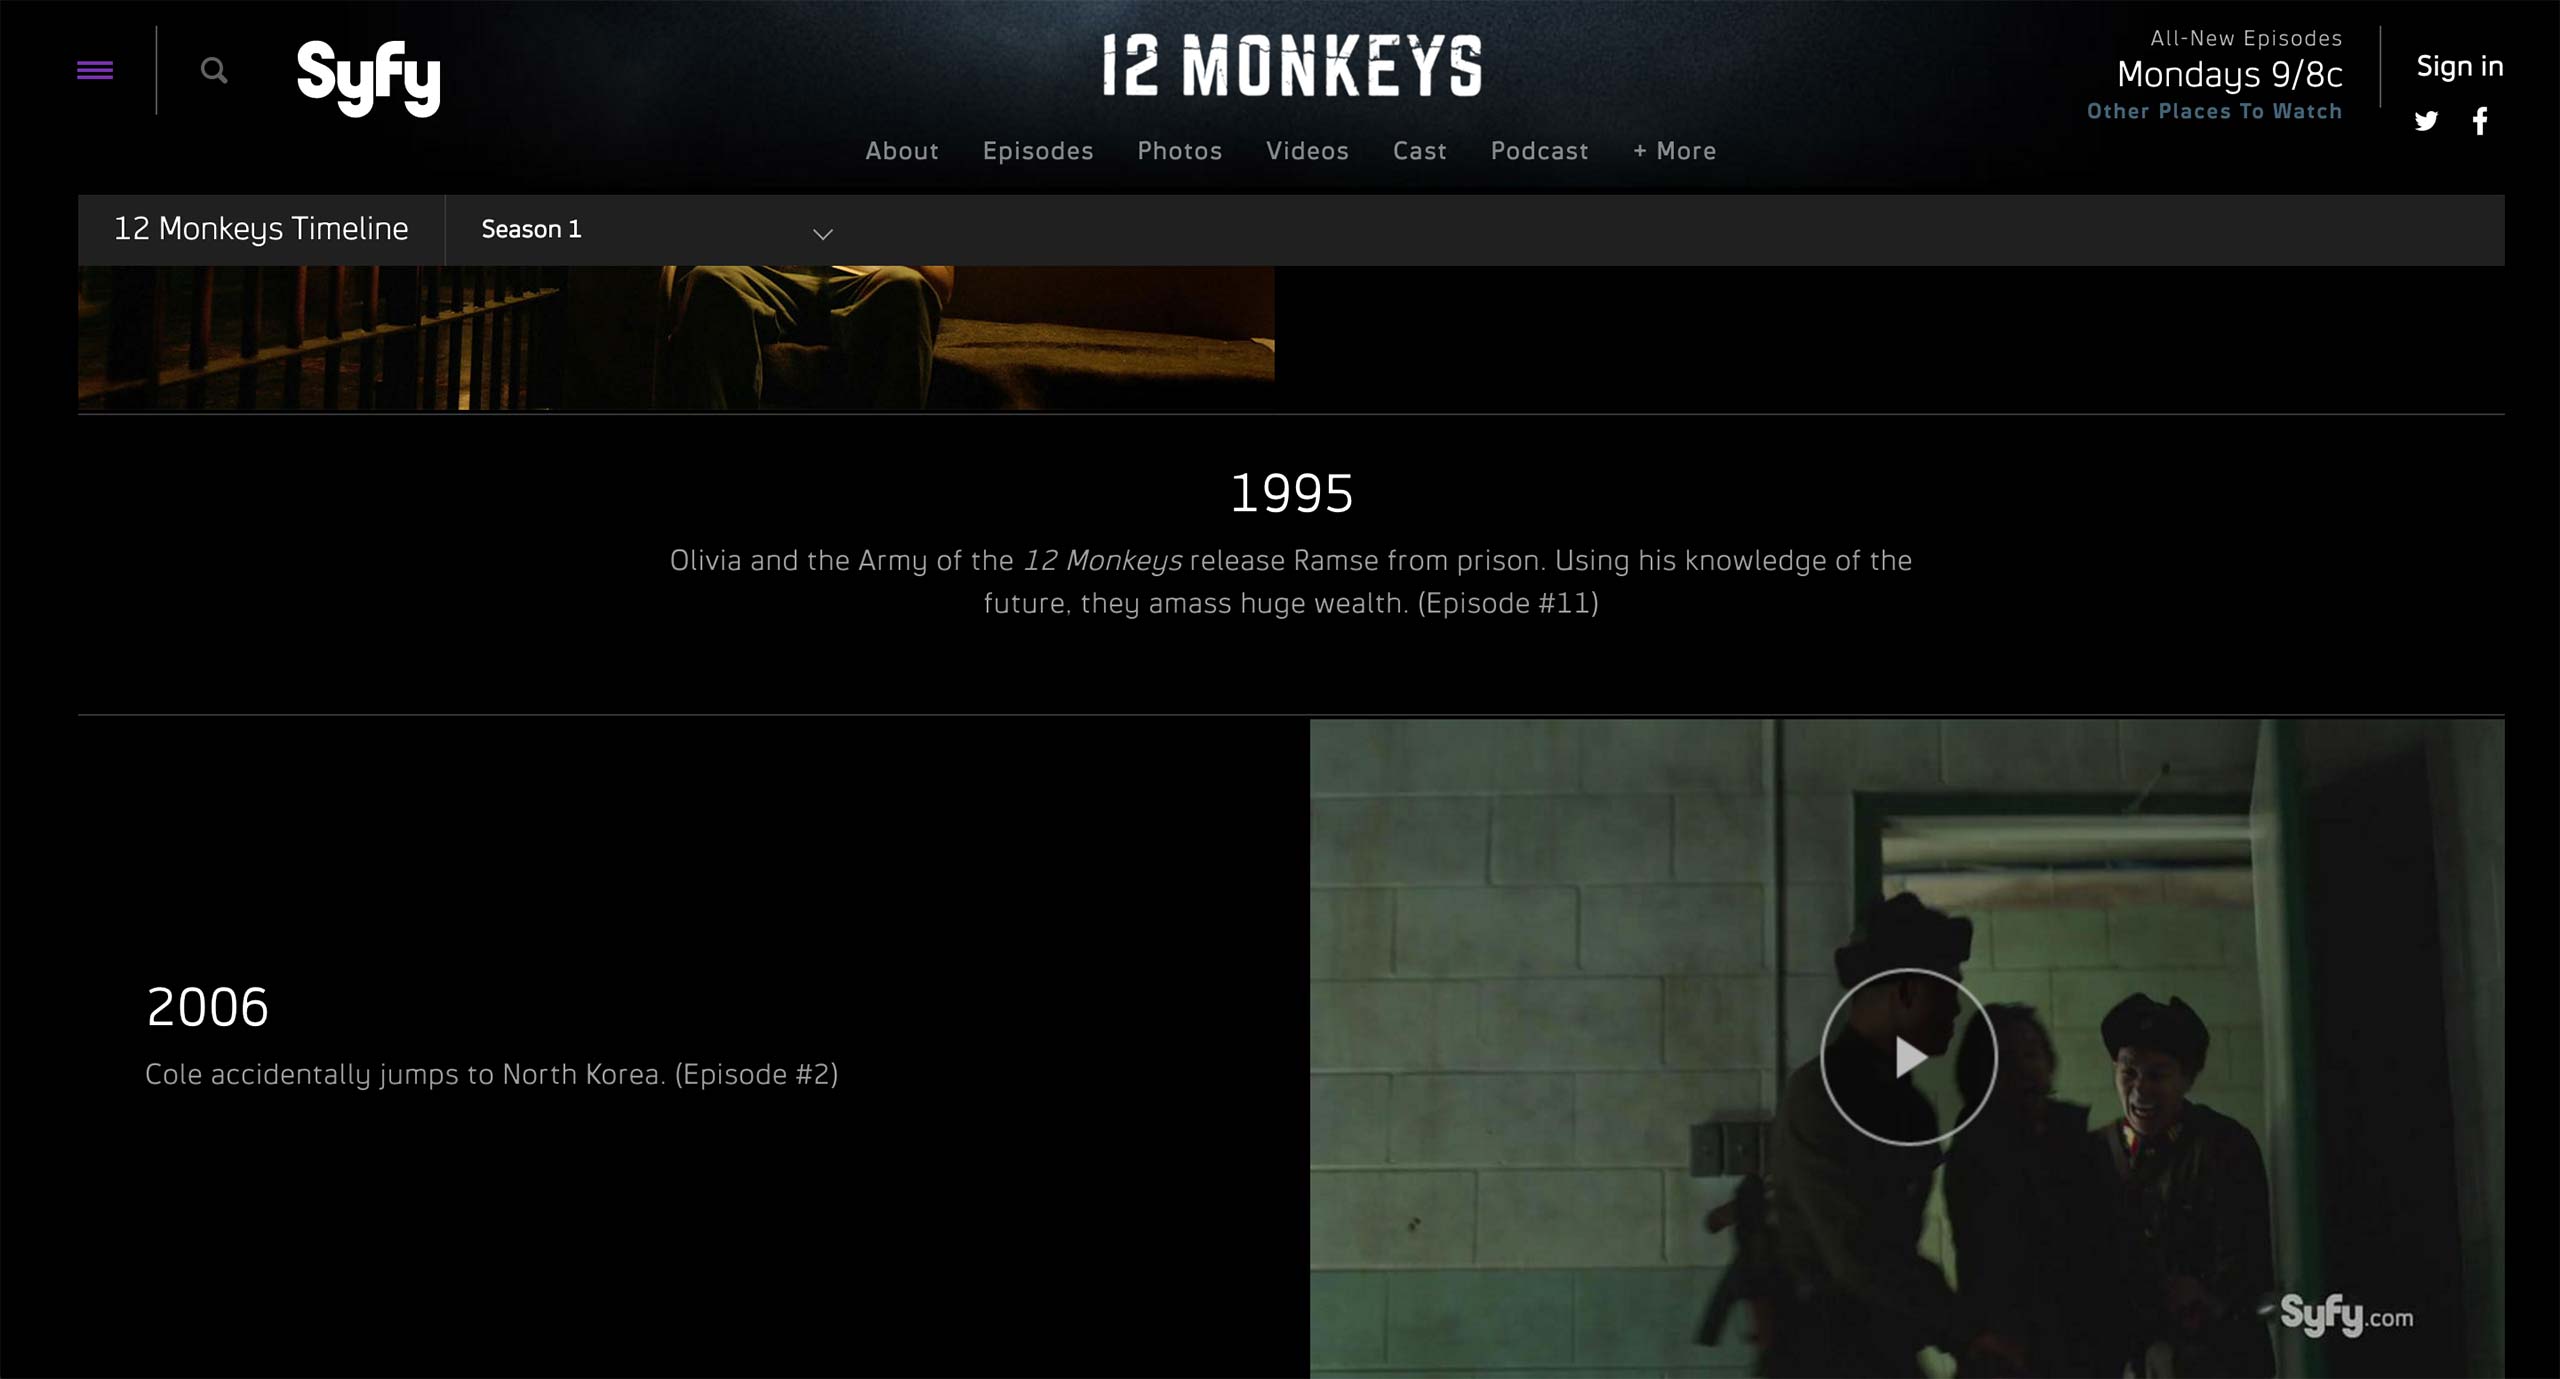 Syfy
12 MONKEYS
All-New Episodes
Mondays 9/8c
Other Places To Watch
Sign in
About Episodes Photos Videos Cast Podcast + More
12 Monkeys Timeline
Season 1
1995
Olivia and the Army of the 12 Monkeys release Ramse from prison. Using his knowledge of the
future, they amass huge wealth. (Episode #11)
2006
Cole accidentally jumps to North Korea. (Episode #2)
Syfy.com